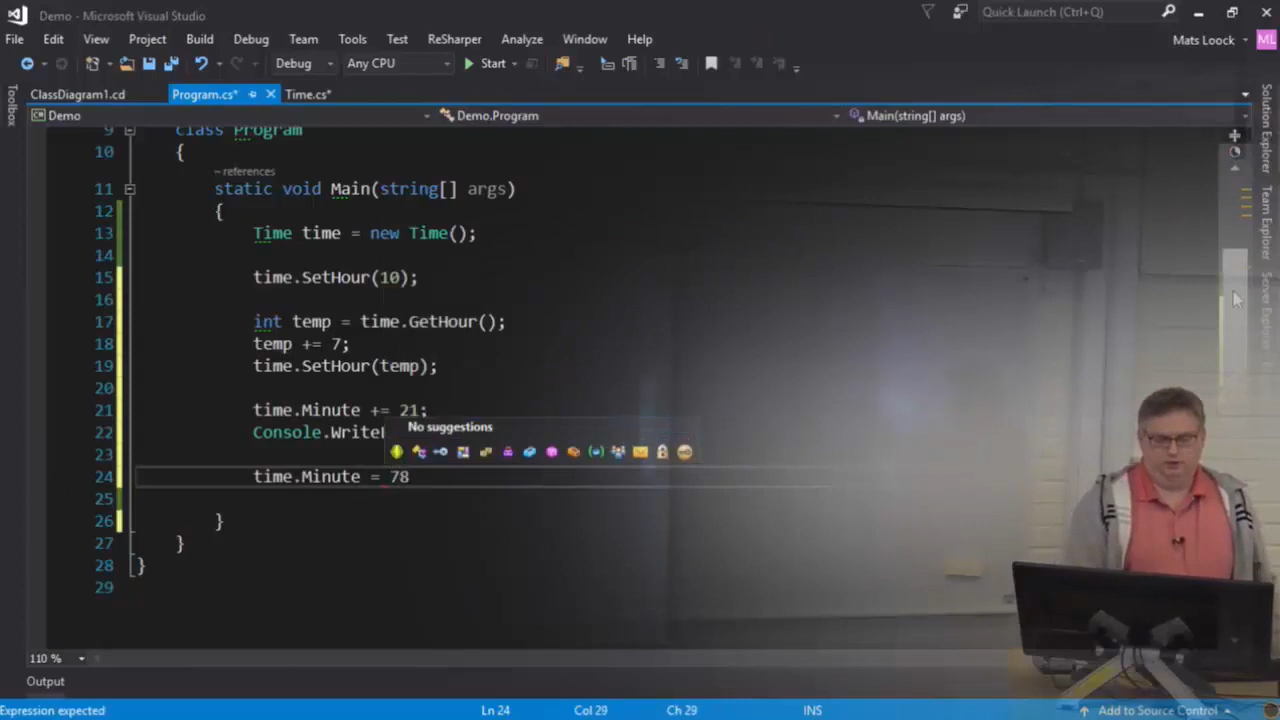 Demo - Microsoft Visual Studio
Quick Launch (Ctrl+Q)
File Edit View Project Build Debug Team Tools Test ReSharper Analyze Window Help
Mats Loock ML
Debug Any CPU Start
ClassDiagram1.cd Program.cs* Time.cs*
Toolbox
Solution Explorer
Team Explorer
Server Explorer
Demo Demo.Program Main(string[] args)
9 class Program
10 {
references
11 static void Main(string[] args)
12 {
13 Time time = new Time();
14
15 time.SetHour(10);
16
17 int temp = time.GetHour();
18 temp += 7;
19 time.SetHour(temp);
20
21 time.Minute += 21;
No suggestions
22 Console.Write
23
24 time.Minute = 78
25
26 }
27 }
28 }
29
110 %
Output
Expression expected Ln 24 Col 29 Ch 29 INS Add to Source Control